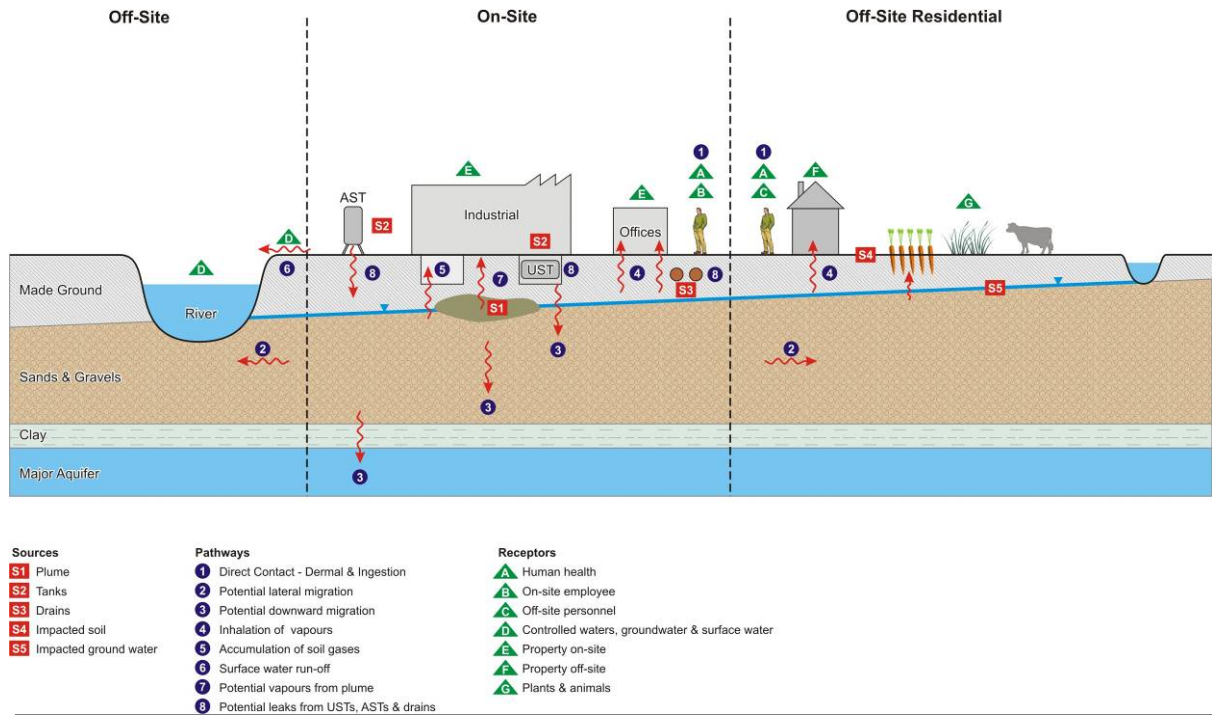 Off-Site
On-Site
Off-Site Residential
1
1
E
A
A
F
AST
E
B
C
G
S2
Industrial
D
S2
Offices
S4
D
6
8
5
7
UST
8
4
8
4
S3
S5
Made Ground
River
S1
2
3
2
Sands & Gravels
3
Clay
Major Aquifer
3
Sources
S1 Plume
S2 Tanks
S3 Drains
S4 Impacted soil
S5 Impacted ground water
Pathways
1 Direct Contact - Dermal & Ingestion
2 Potential lateral migration
3 Potential downward migration
4 Inhalation of vapours
5 Accumulation of soil gases
6 Surface water run-off
7 Potential vapours from plume
8 Potential leaks from USTs, ASTs & drains
Receptors
A Human health
B On-site employee
C Off-site personnel
D Controlled waters, groundwater & surface water
E Property on-site
F Property off-site
G Plants & animals